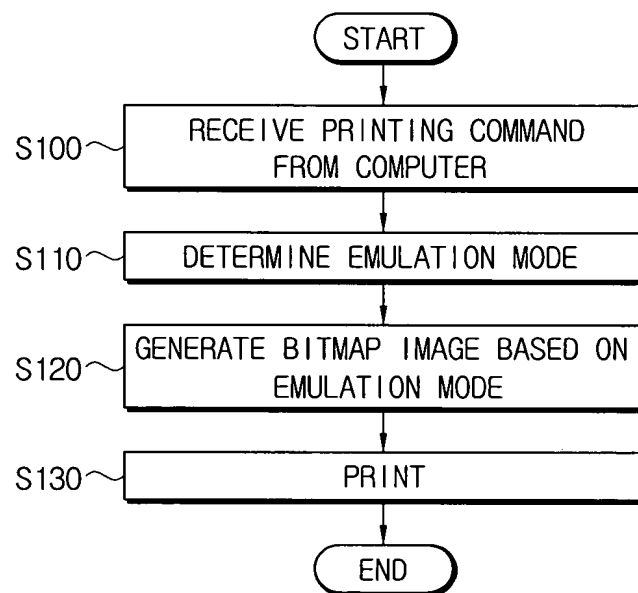 START
S100
RECEIVE PRINTING COMMAND
FROM COMPUTER
S110
DETERMINE EMULATION MODE
S120
GENERATE BITMAP IMAGE BASED ON
EMULATION MODE
S130
PRINT
END